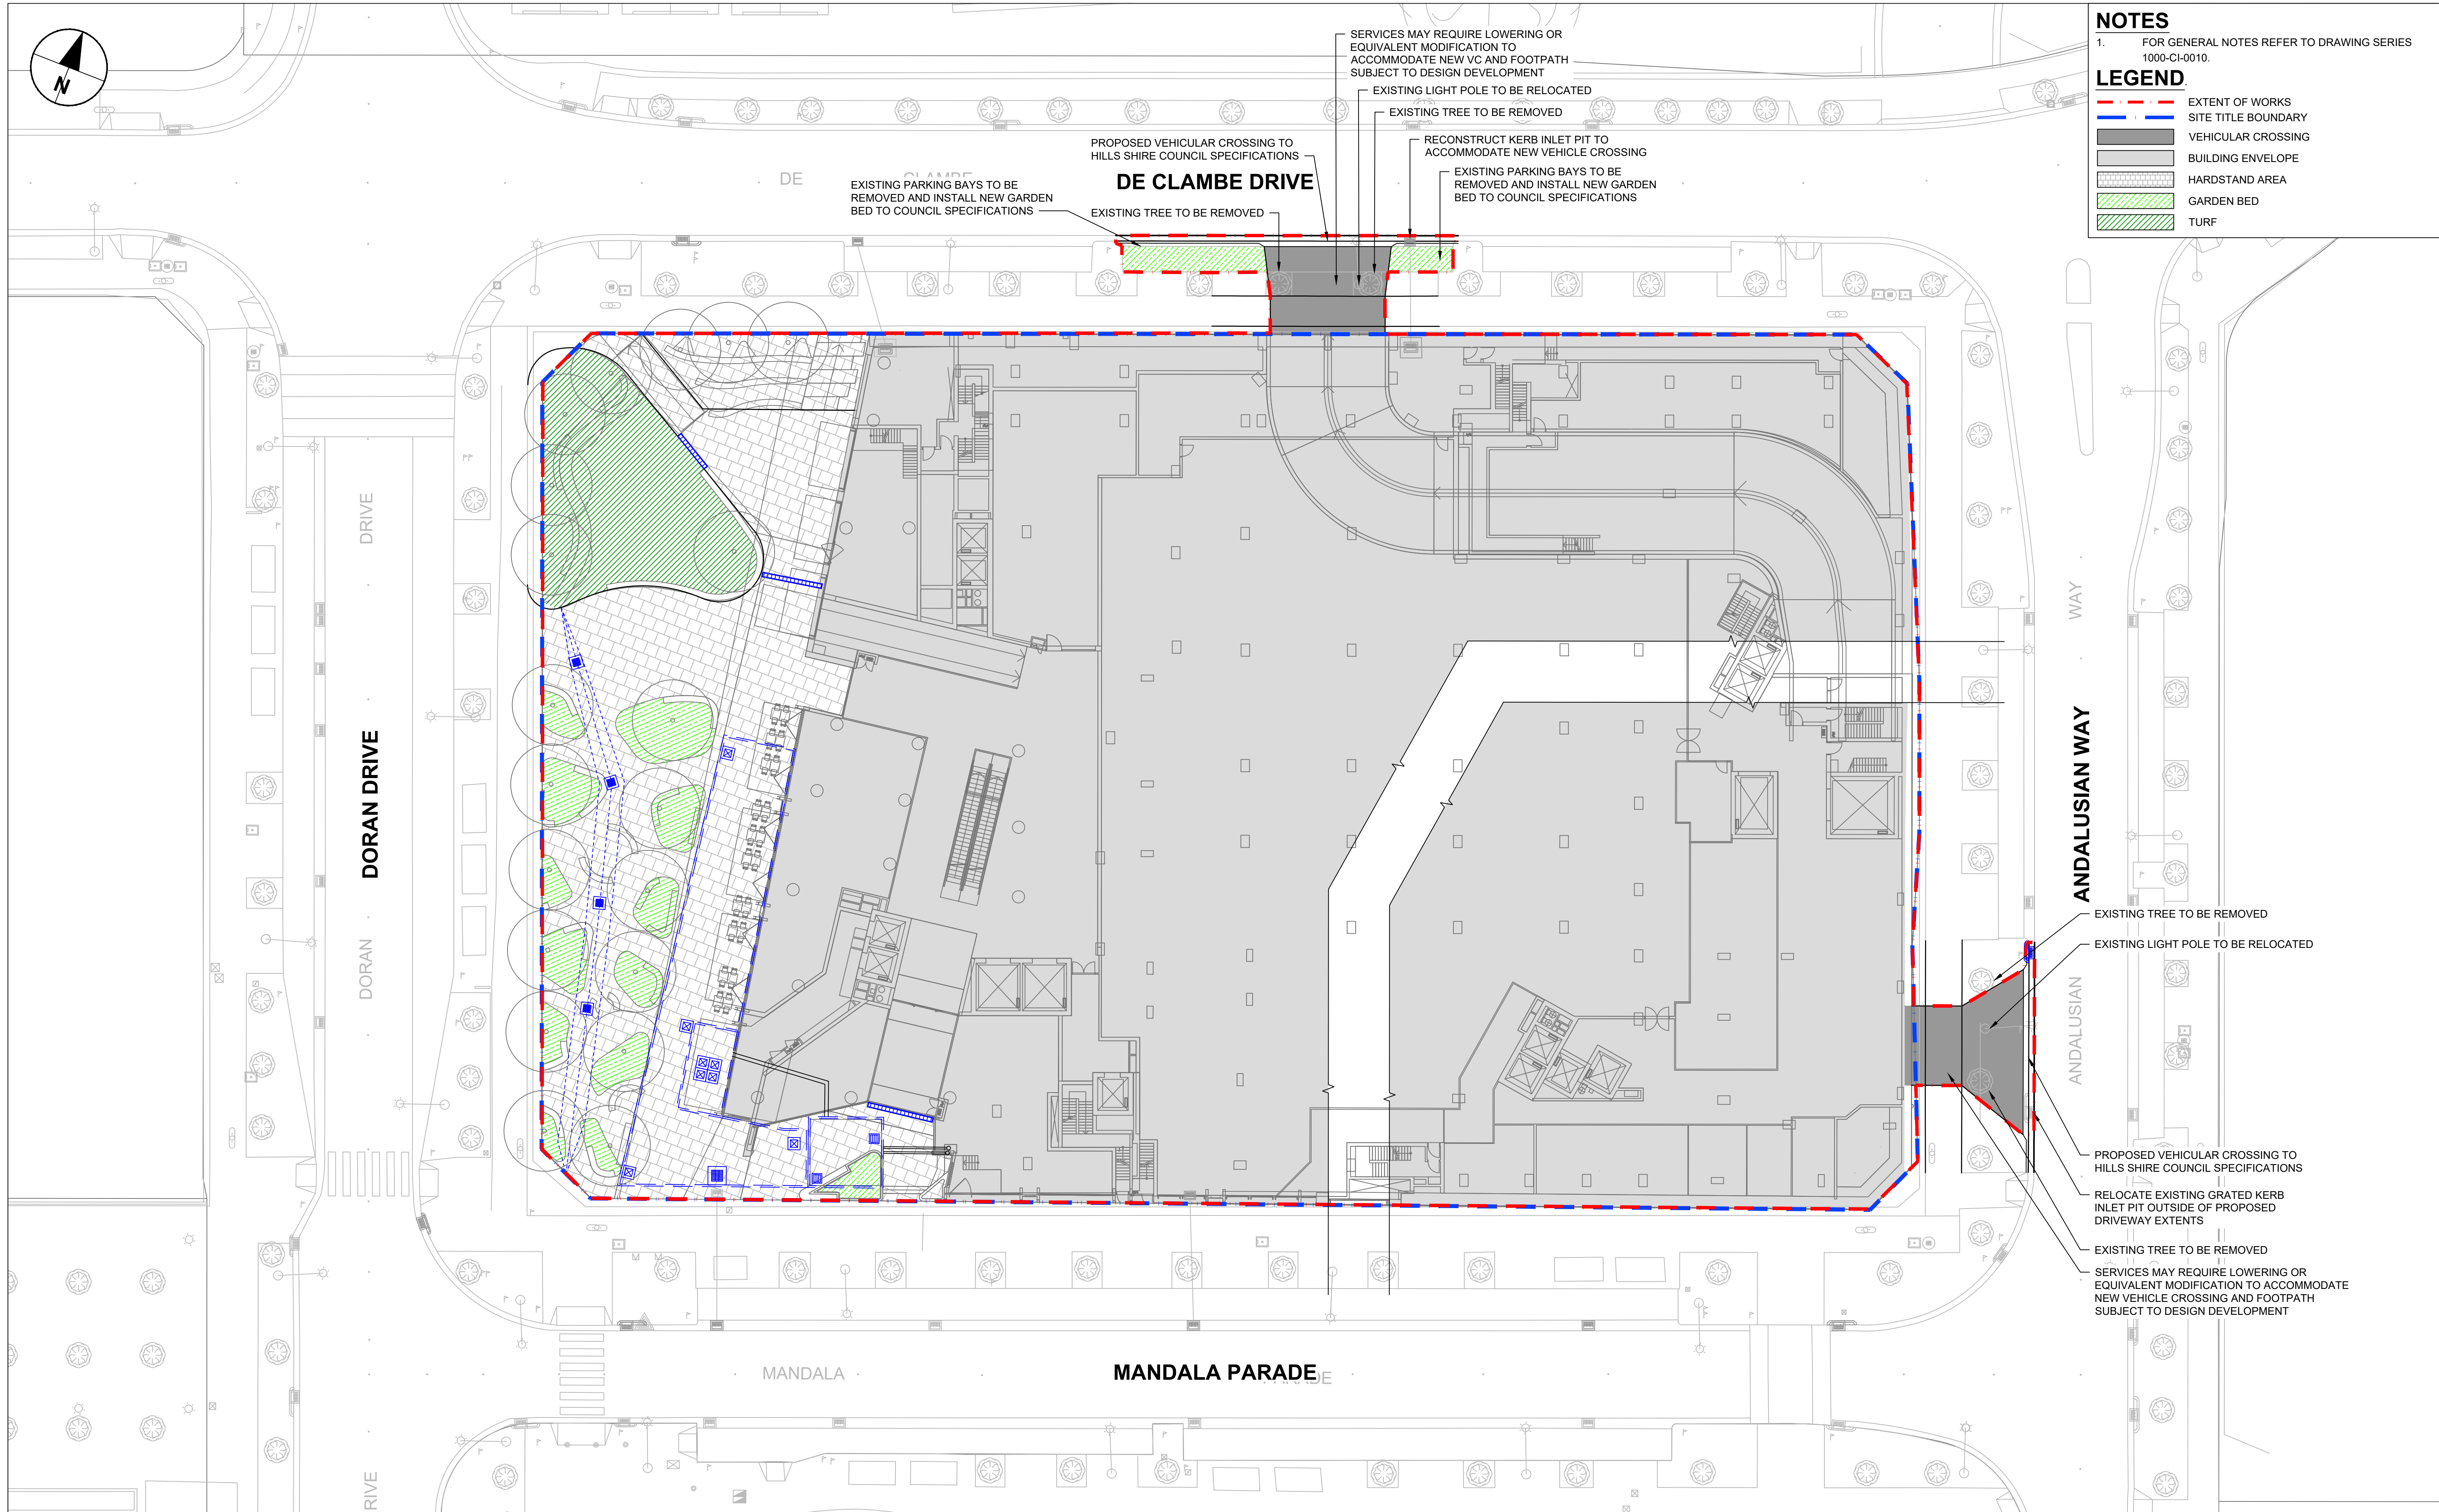 N
NOTES
1. FOR GENERAL NOTES REFER TO DRAWING SERIES
1000-CI-0010.
LEGEND.
EXTENT OF WORKS
SITE TITLE BOUNDARY
VEHICULAR CROSSING
BUILDING ENVELOPE
HARDSTAND AREA
GARDEN BED
TURF
SERVICES MAY REQUIRE LOWERING OR
EQUIVALENT MODIFICATION TO
ACCOMMODATE NEW VC AND FOOTPATH
SUBJECT TO DESIGN DEVELOPMENT
EXISTING LIGHT POLE TO BE RELOCATED
EXISTING TREE TO BE REMOVED
PROPOSED VEHICULAR CROSSING TO
HILLS SHIRE COUNCIL SPECIFICATIONS
RECONSTRUCT KERB INLET PIT TO
ACCOMMODATE NEW VEHICLE CROSSING
EXISTING PARKING BAYS TO BE
REMOVED AND INSTALL NEW GARDEN
BED TO COUNCIL SPECIFICATIONS
DE CLAMBE
DE CLAMBE DRIVE
EXISTING PARKING BAYS TO BE
REMOVED AND INSTALL NEW GARDEN
BED TO COUNCIL SPECIFICATIONS
EXISTING TREE TO BE REMOVED
DRIVE
DORAN DRIVE
DORAN
DRIVE
WAY
ANDALUSIAN WAY
ANDALUSIAN
EXISTING TREE TO BE REMOVED
EXISTING LIGHT POLE TO BE RELOCATED
PROPOSED VEHICULAR CROSSING TO
HILLS SHIRE COUNCIL SPECIFICATIONS
RELOCATE EXISTING GRATED KERB
INLET PIT OUTSIDE OF PROPOSED
DRIVEWAY EXTENTS
EXISTING TREE TO BE REMOVED
SERVICES MAY REQUIRE LOWERING OR
EQUIVALENT MODIFICATION TO ACCOMMODATE
NEW VEHICLE CROSSING AND FOOTPATH
SUBJECT TO DESIGN DEVELOPMENT
MANDALA
MANDALA PARADE
PARADE